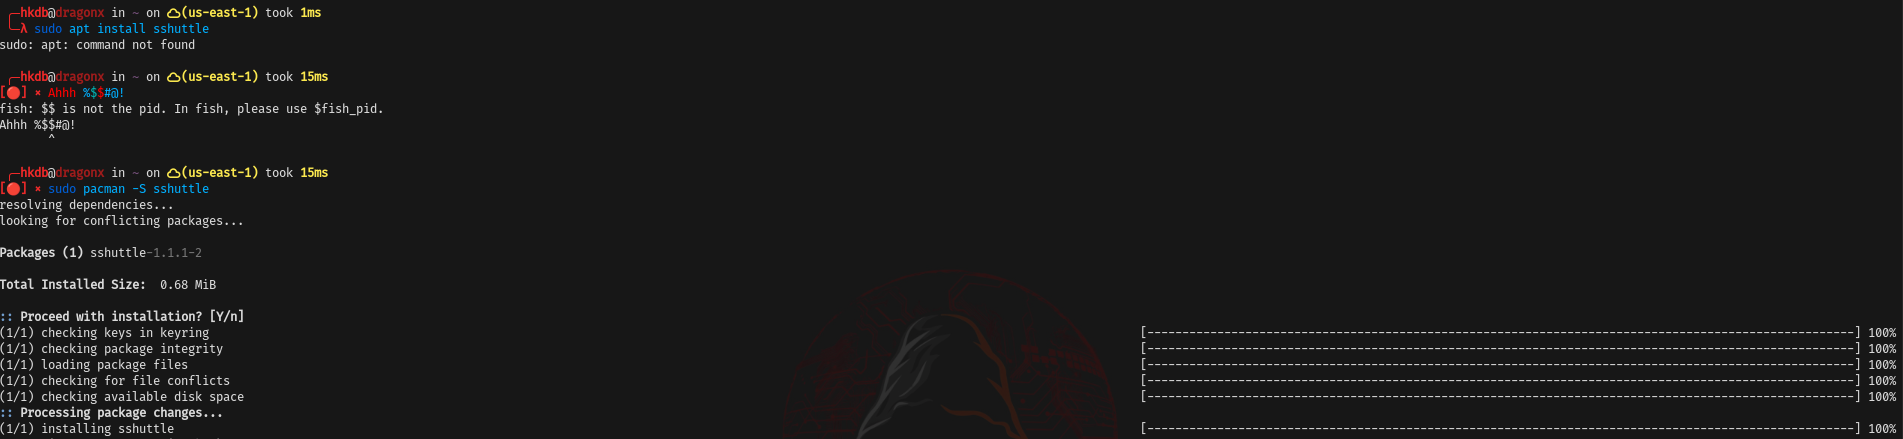 ╭─hkdb@dragonx in ~ on (us-east-1) took 1ms
╰─λ sudo apt install sshuttle
sudo: apt: command not found
╭─hkdb@dragonx in ~ on (us-east-1) took 15ms
[🔴] × Ahhh %$$#@!
fish: $$ is not the pid. In fish, please use $fish_pid.
Ahhh %$$#@!
^
╭─hkdb@dragonx in ~ on (us-east-1) took 15ms
[🔴] × sudo pacman -S sshuttle
resolving dependencies...
looking for conflicting packages...
Packages (1) sshuttle-1.1.1-2
Total Installed Size:  0.68 MiB
:: Proceed with installation? [Y/n]
(1/1) checking keys in keyring [----------------------------------------------------------------------------------------------------] 100%
(1/1) checking package integrity [----------------------------------------------------------------------------------------------------] 100%
(1/1) loading package files [----------------------------------------------------------------------------------------------------] 100%
(1/1) checking for file conflicts [----------------------------------------------------------------------------------------------------] 100%
(1/1) checking available disk space [----------------------------------------------------------------------------------------------------] 100%
:: Processing package changes...
(1/1) installing sshuttle [----------------------------------------------------------------------------------------------------] 100%